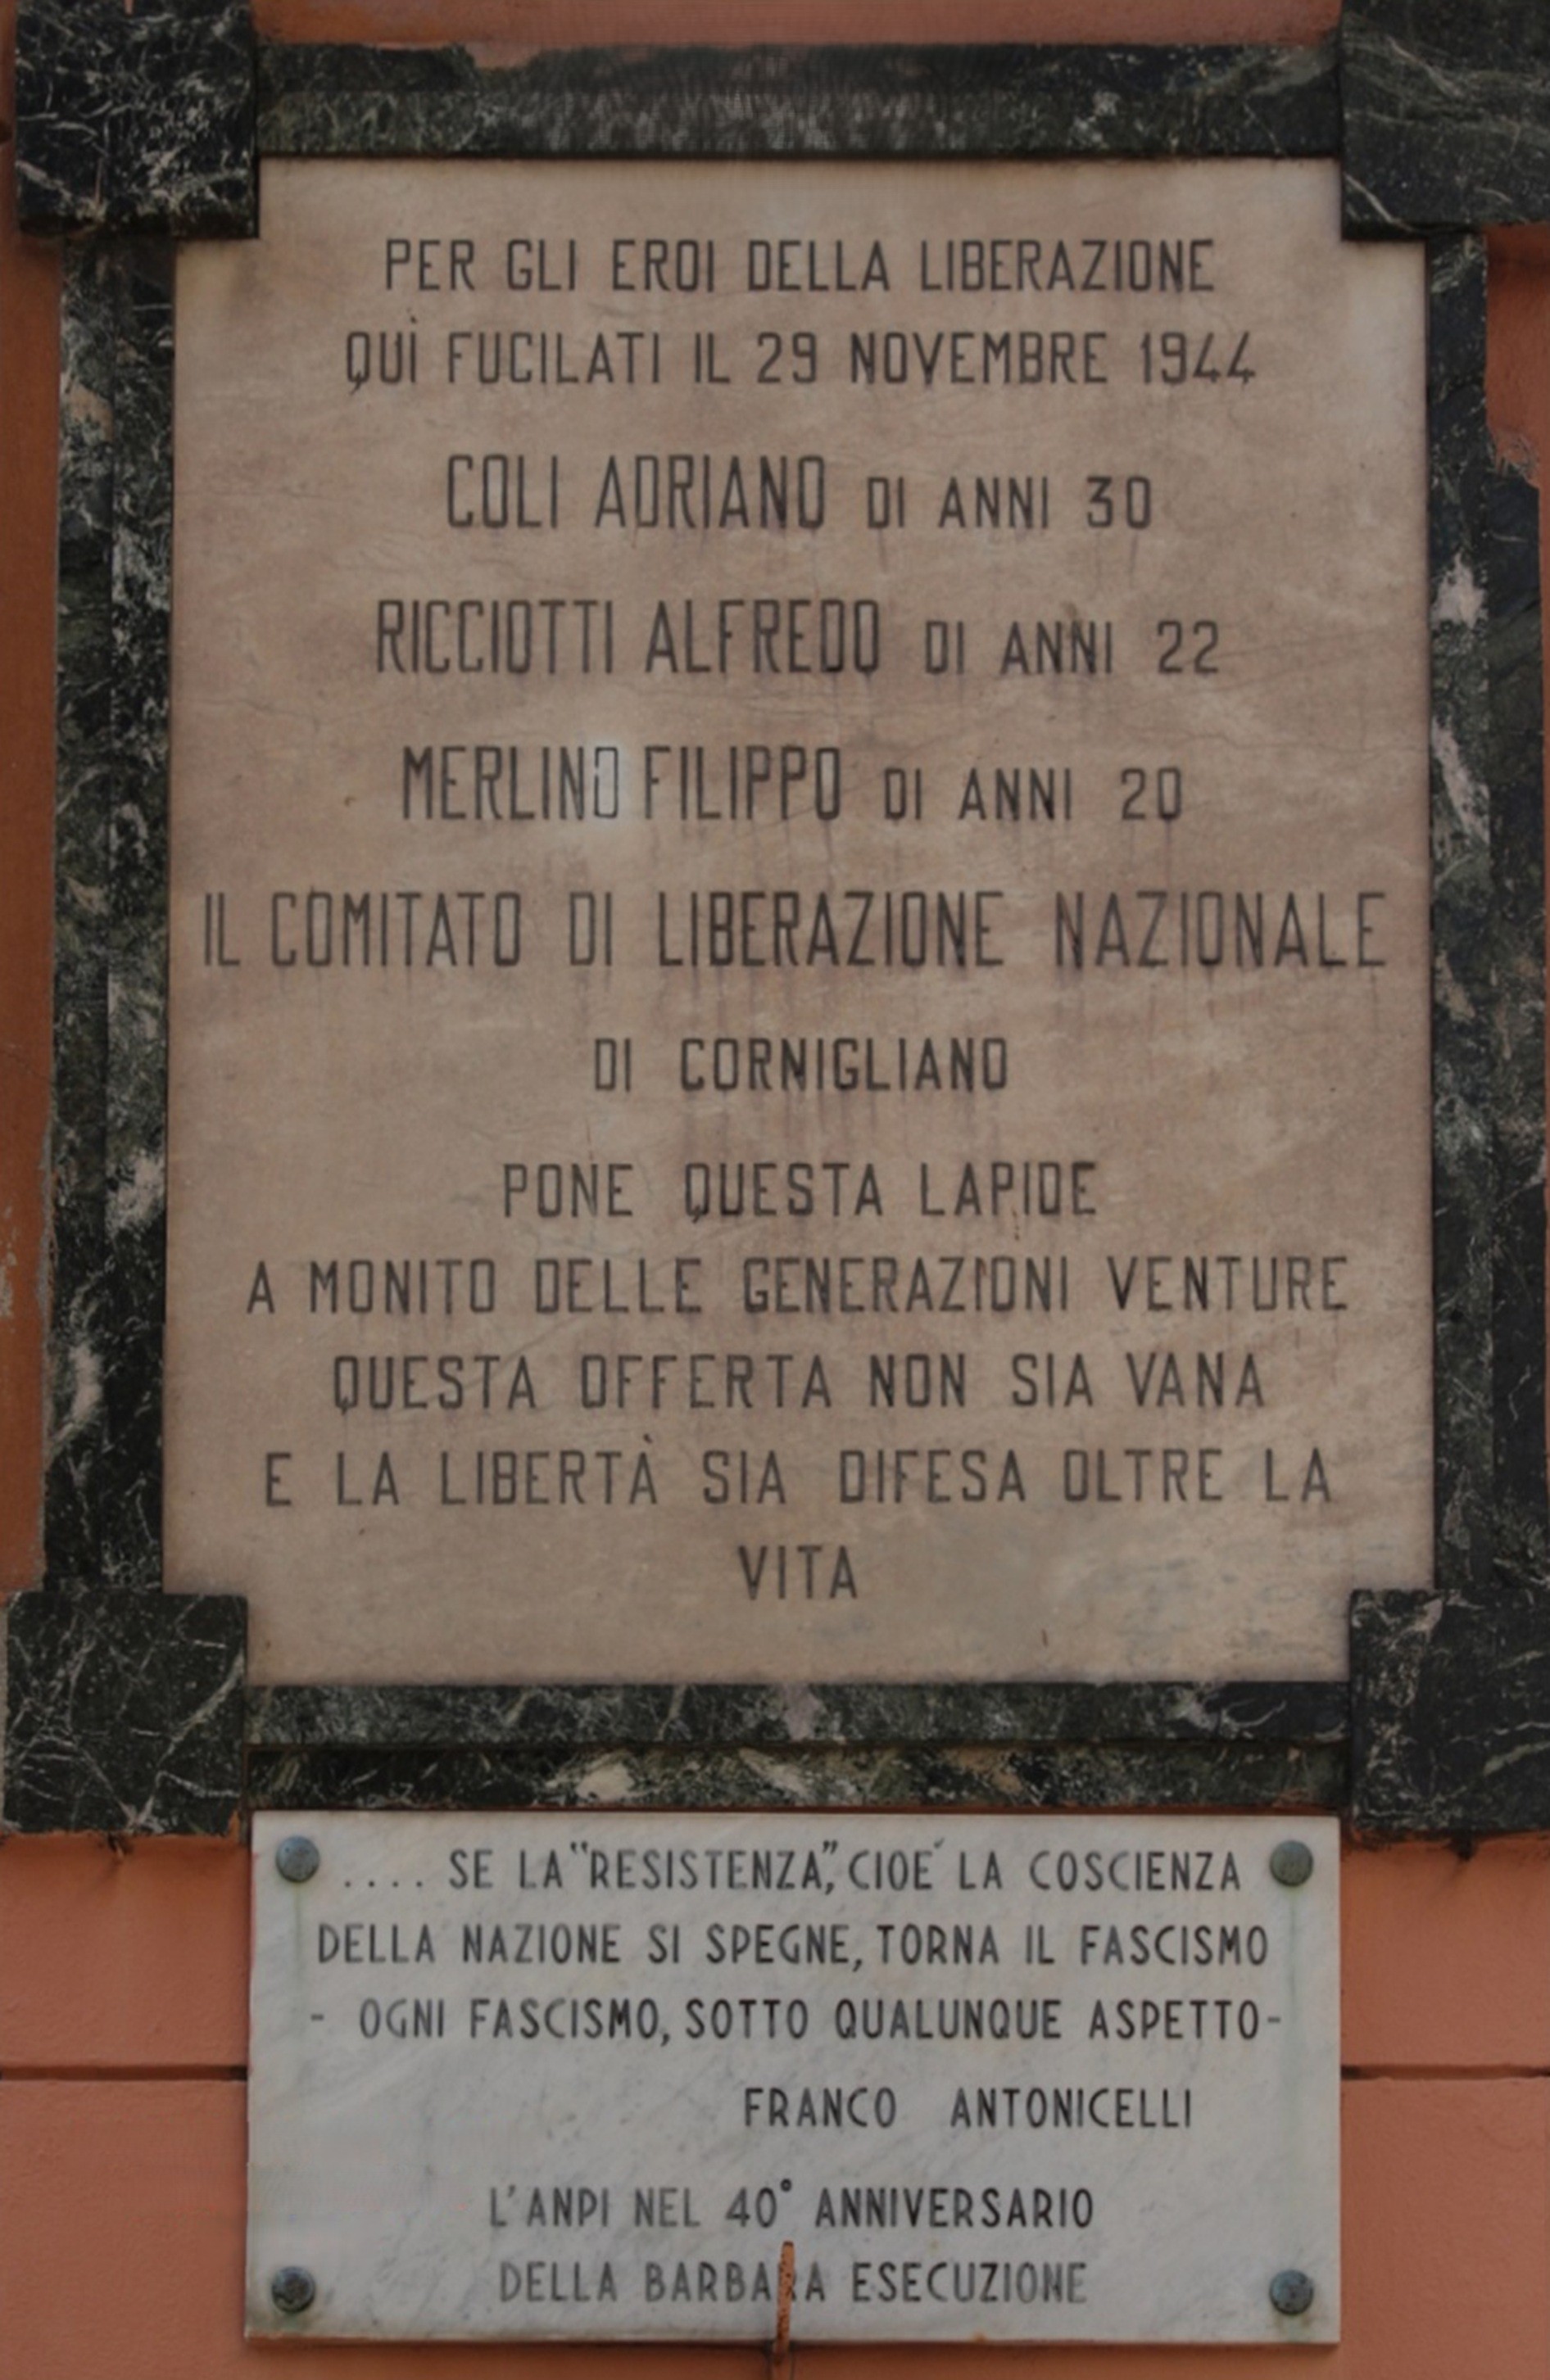 PER GLI EROI DELLA LIBERAZIONE
QUÌ FUCILATI IL 29 NOVEMBRE 1944
COLI ADRIANO DI ANNI 30
RICCIOTTI ALFREDO DI ANNI 22
MERLINO FILIPPO DI ANNI 20
IL COMITATO DI LIBERAZIONE NAZIONALE
DI CORNIGLIANO
PONE QUESTA LAPIDE
A MONITO DELLE GENERAZIONI VENTURE
QUESTA OFFERTA NON SIA VANA
E LA LIBERTÀ SIA DIFESA OLTRE LA
VITA
.... SE LA "RESISTENZA", CIOE´ LA COSCIENZA
DELLA NAZIONE SI SPEGNE, TORNA IL FASCISMO
- OGNI FASCISMO, SOTTO QUALUNQUE ASPETTO-
FRANCO ANTONICELLI
L'ANPI NEL 40° ANNIVERSARIO
DELLA BARBARA ESECUZIONE